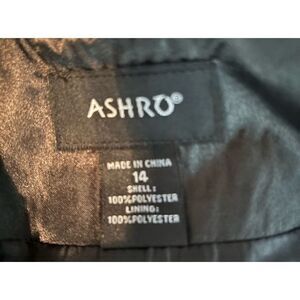 ASHRO®
MADE IN CHINA
14
SHELL:
100%POLYESTER
LINING:
100%POLYESTER